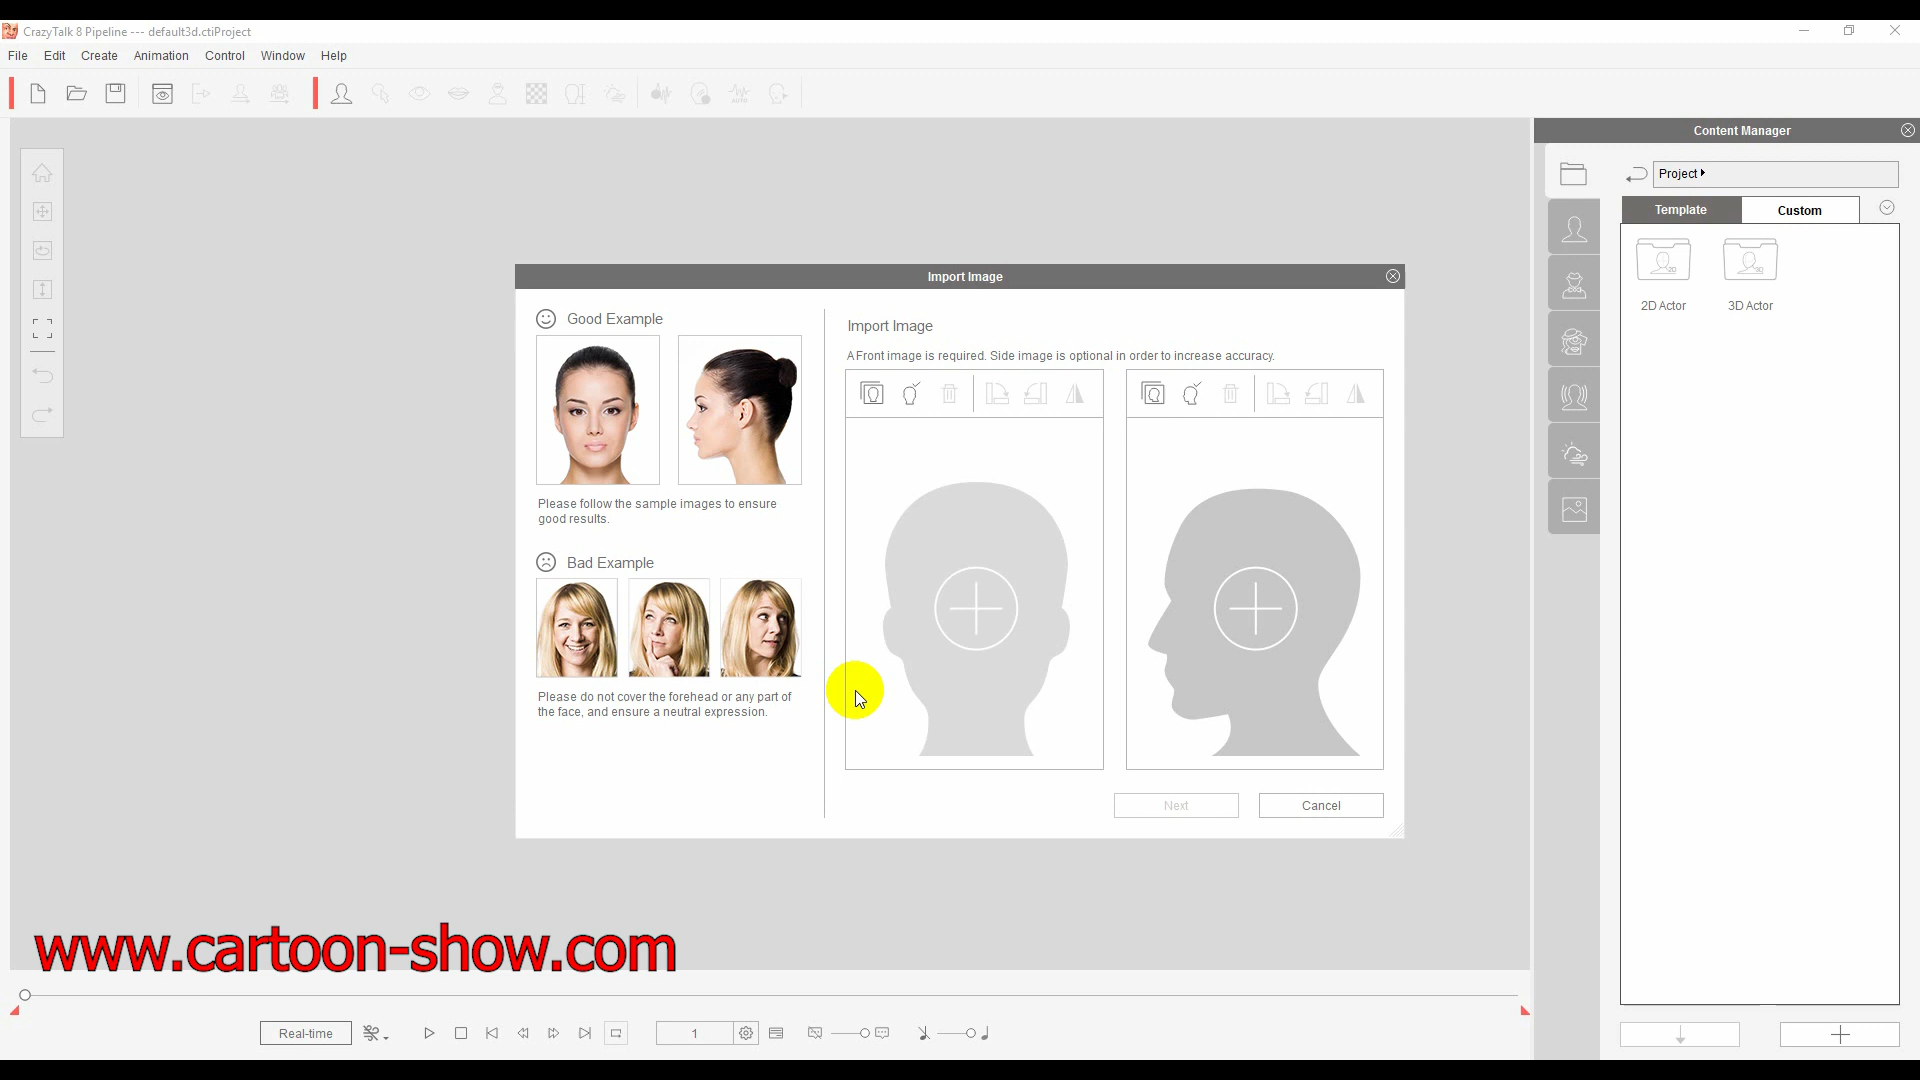 CrazyTalk 8 Pipeline --- default3d.ctiProject
File Edit Create Animation Control Window Help
AUTO
Content Manager
Project
Template Custom
2D
3D
2D Actor 3D Actor
Import Image
Good Example
Please follow the sample images to ensure
good results.
Bad Example
Please do not cover the forehead or any part of
the face, and ensure a neutral expression.
Import Image
A Front image is required. Side image is optional in order to increase accuracy.
Next Cancel
www.cartoon-show.com
Real-time
1